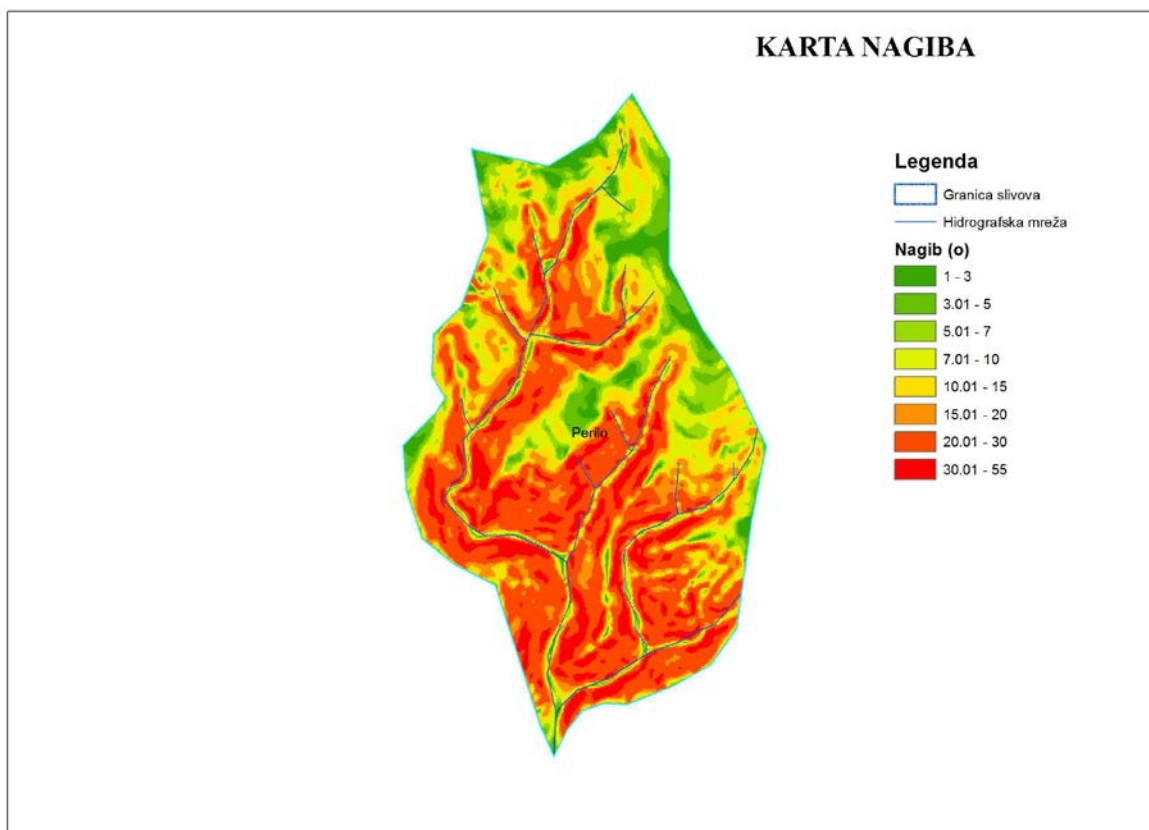 KARTA NAGIBA
Legenda
Granica slivova
Hidrografska mreža
Nagib (o)
1 - 3
3.01 - 5
5.01 - 7
7.01 - 10
10.01 - 15
15.01 - 20
20.01 - 30
30.01 - 55
Perilo